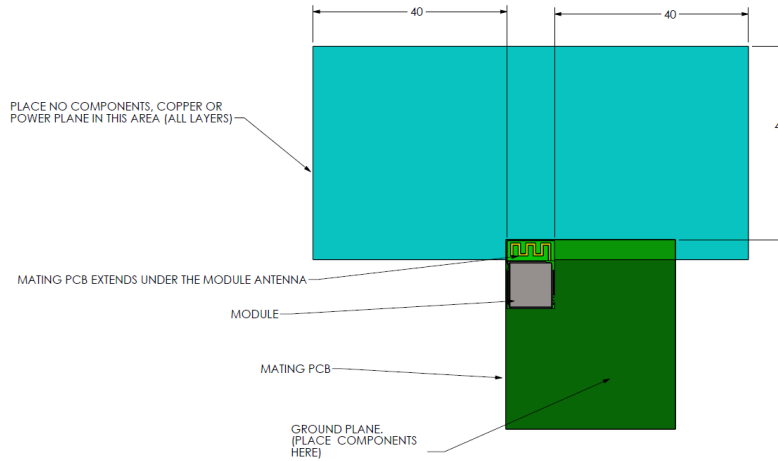 40
40
PLACE NO COMPONENTS, COPPER OR
POWER PLANE IN THIS AREA (ALL LAYERS)
MATING PCB EXTENDS UNDER THE MODULE ANTENNA
MODULE
MATING PCB
GROUND PLANE.
(PLACE COMPONENTS
HERE)